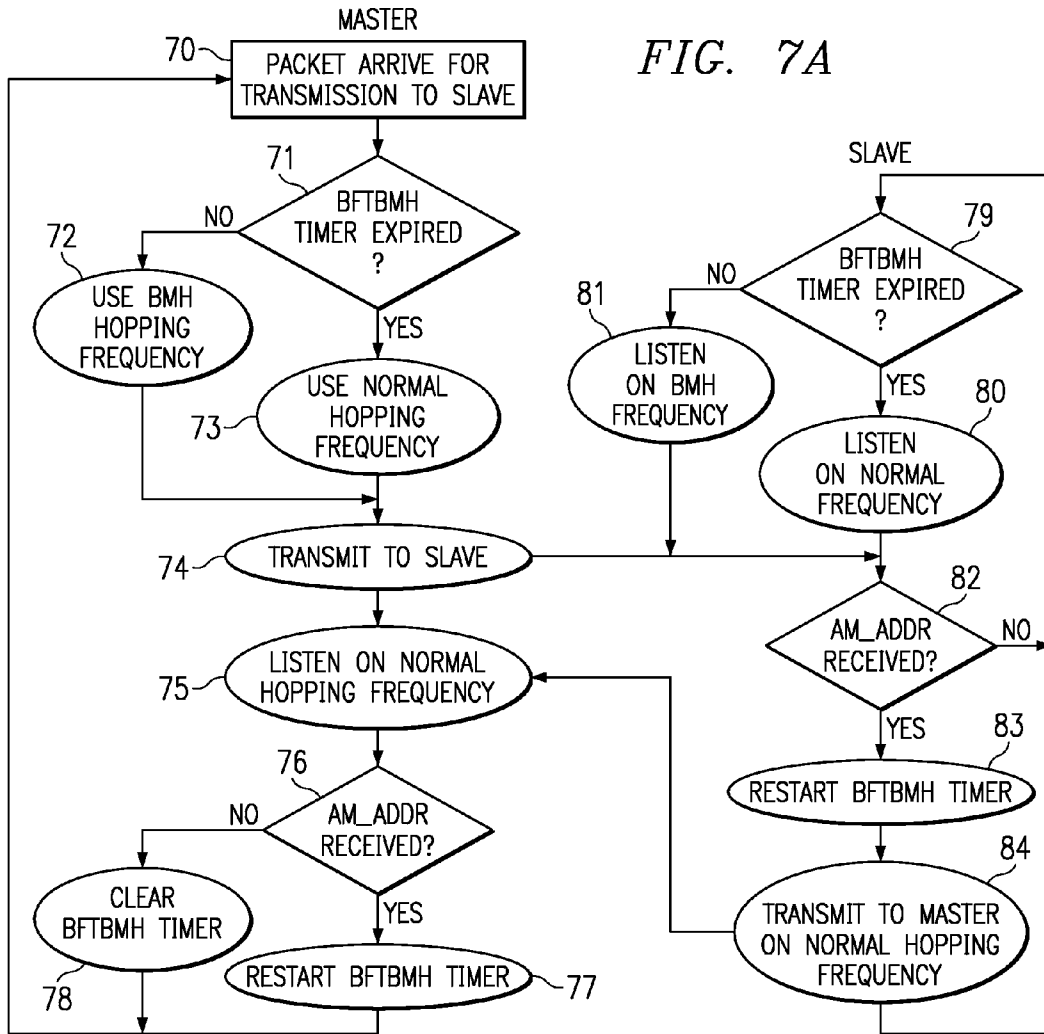 MASTER
70
PACKET ARRIVE FOR
TRANSMISSION TO SLAVE
FIG. 7A
71
BFTBMH
TIMER EXPIRED
?
NO
YES
72
USE BMH
HOPPING
FREQUENCY
73
USE NORMAL
HOPPING
FREQUENCY
74
TRANSMIT TO SLAVE
75
LISTEN ON NORMAL
HOPPING FREQUENCY
76
AM_ADDR
RECEIVED?
NO
YES
CLEAR
BFTBMH TIMER
78
RESTART BFTBMH TIMER
77
SLAVE
79
BFTBMH
TIMER EXPIRED
?
NO
YES
81
LISTEN
ON BMH
FREQUENCY
80
LISTEN
ON NORMAL
FREQUENCY
82
AM_ADDR
RECEIVED?
NO
YES
83
RESTART BFTBMH TIMER
84
TRANSMIT TO MASTER
ON NORMAL HOPPING
FREQUENCY